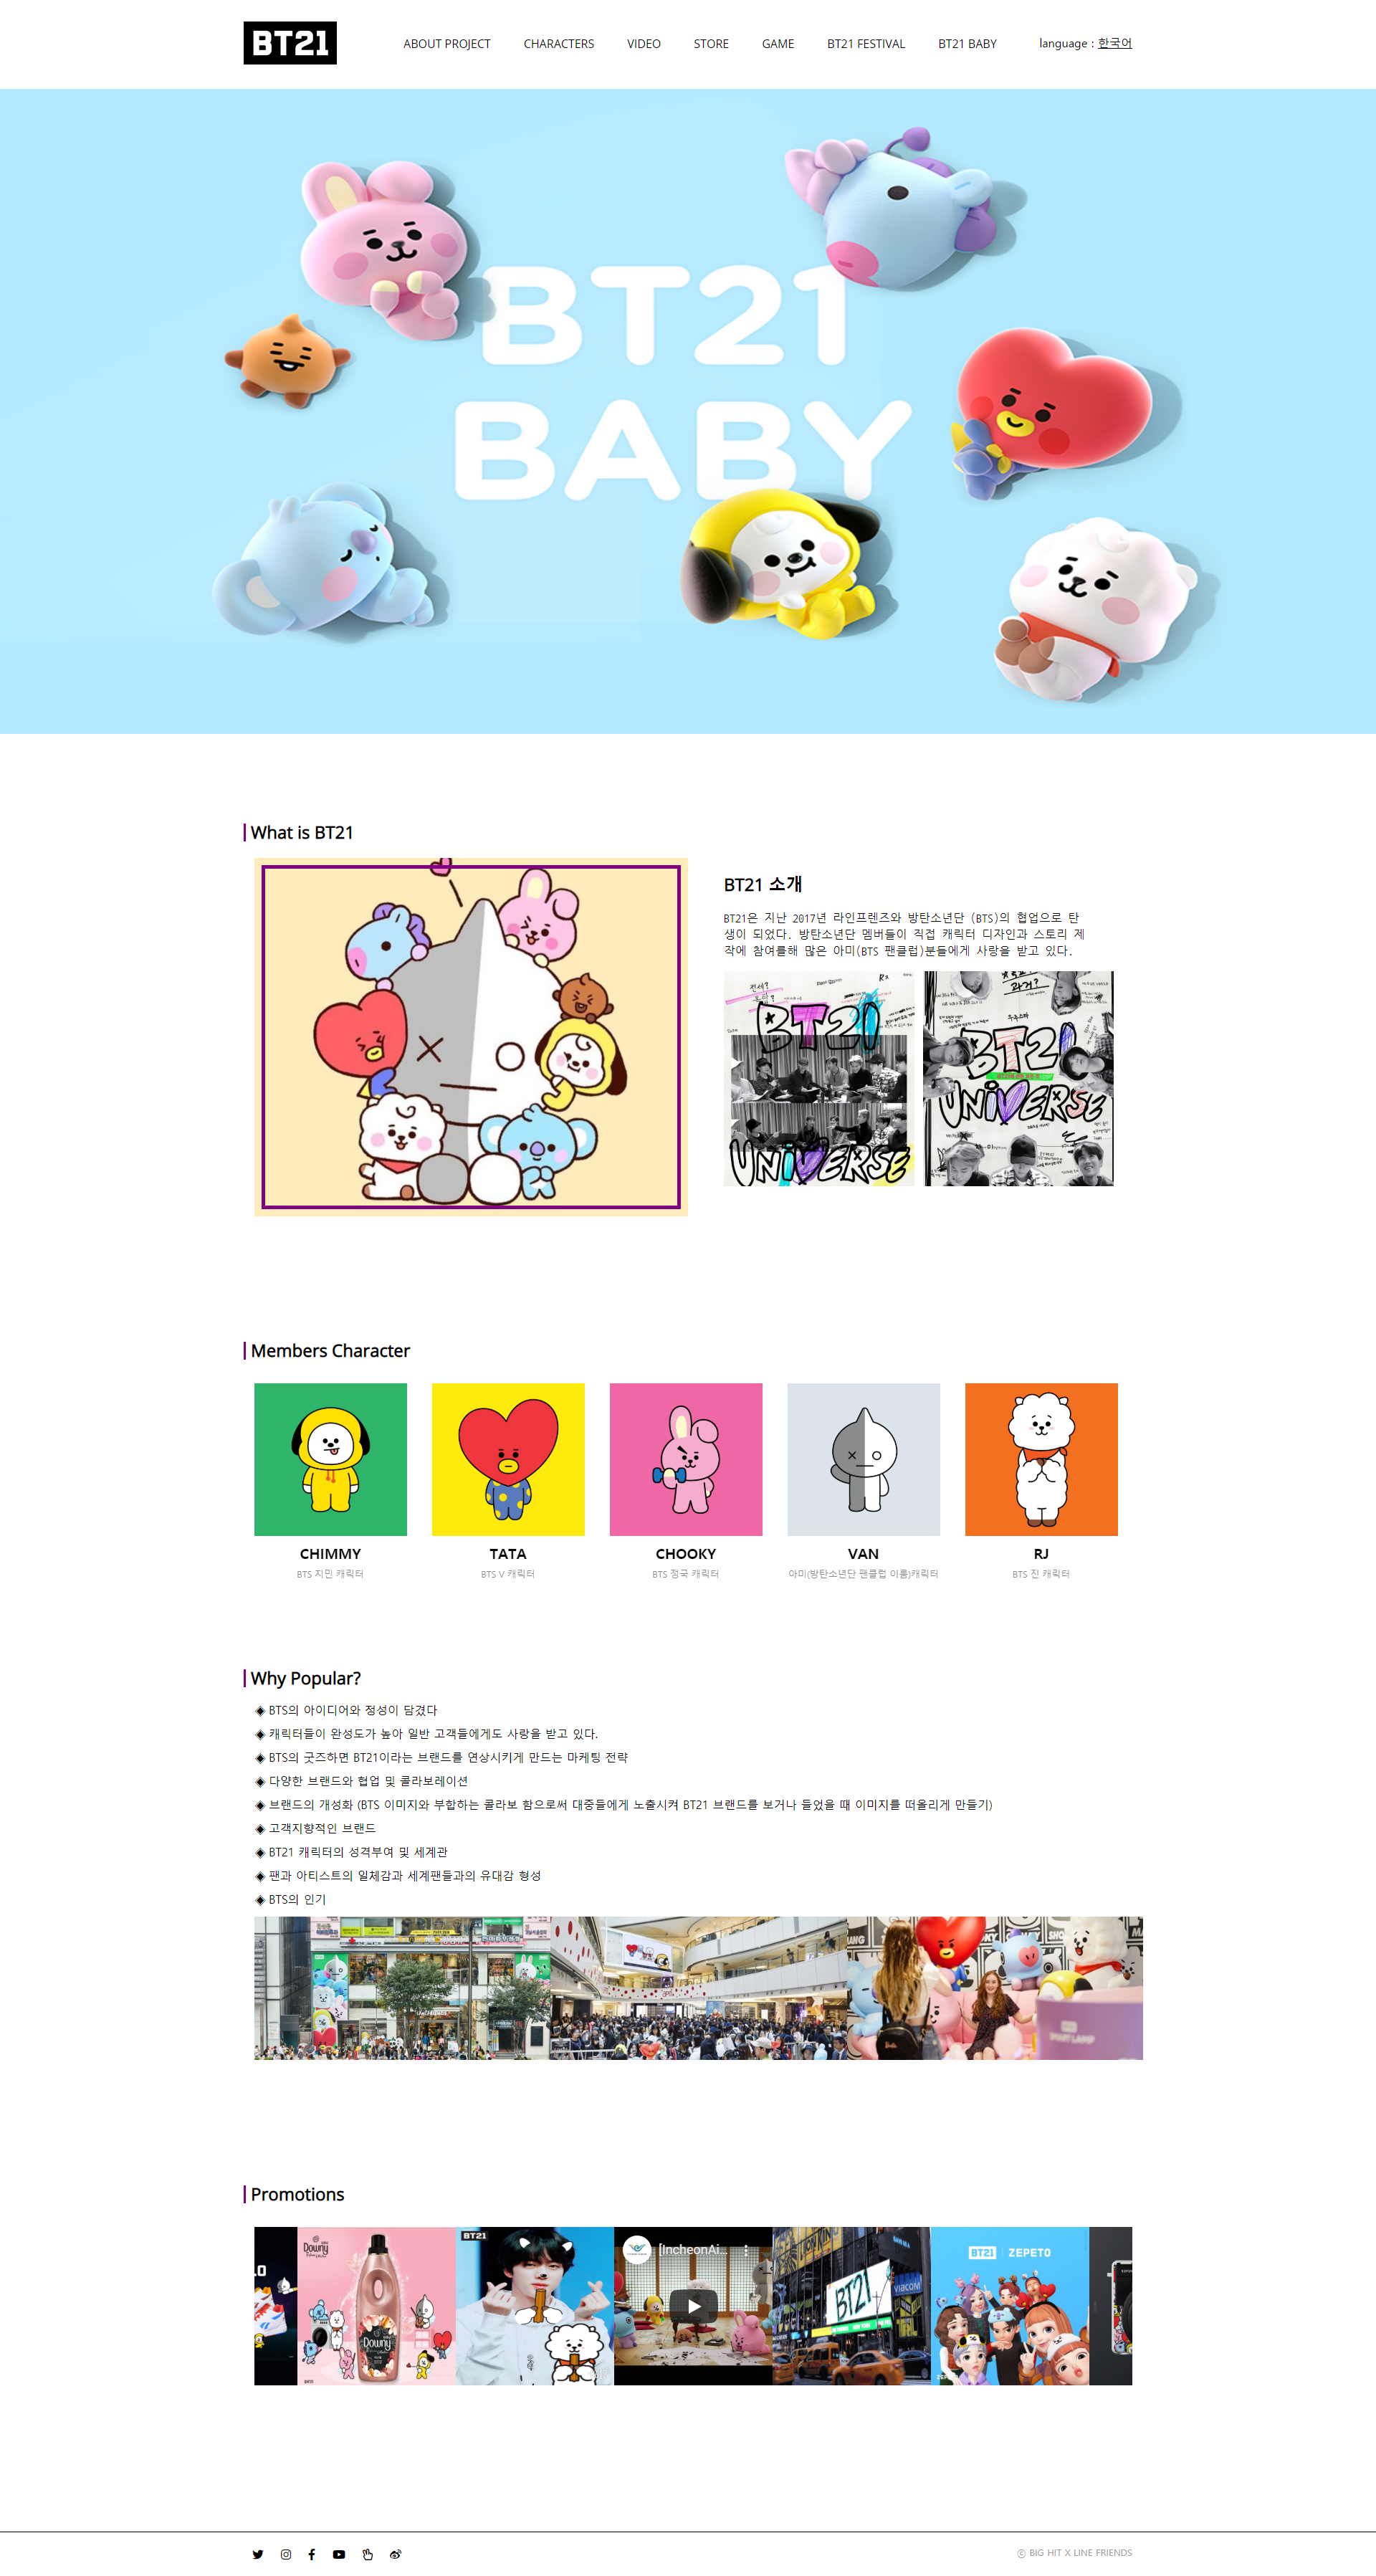 BT21
ABOUT PROJECT
CHARACTERS
VIDEO
STORE
GAME
BT21 FESTIVAL
BT21 BABY
language : 한국어
BT21
BABY
What is BT21
BT21 소개
BT21은 지난 2017년 라인프렌즈와 방탄소년단 (BTS)의 협업으로 탄
생이 되었다. 방탄소년단 멤버들이 직접 캐릭터 디자인과 스토리 제
작에 참여를해 많은 아미(BTS 팬클럽)분들에게 사랑을 받고 있다.
BT21
UNIVERSE
BT21
UNIVERSE
Members Character
CHIMMY
BTS 지민 캐릭터
TATA
BTS V 캐릭터
CHOOKY
BTS 정국 캐릭터
VAN
아미(방탄소년단 팬클럽 이름)캐릭터
RJ
BTS 진 캐릭터
Why Popular?
◈ BTS의 아이디어와 정성이 담겼다
◈ 캐릭터들이 완성도가 높아 일반 고객들에게도 사랑을 받고 있다.
◈ BTS의 굿즈하면 BT21이라는 브랜드를 연상시키게 만드는 마케팅 전략
◈ 다양한 브랜드와 협업 및 콜라보레이션
◈ 브랜드의 개성화 (BTS 이미지와 부합하는 콜라보 함으로써 대중들에게 노출시켜 BT21 브랜드를 보거나 들었을 때 이미지를 떠올리게 만들기)
◈ 고객지향적인 브랜드
◈ BT21 캐릭터의 성격부여 및 세계관
◈ 팬과 아티스트의 일체감과 세계팬들과의 유대감 형성
◈ BTS의 인기
SMART LAMP
Promotions
Downy
Downy
BT21
[IncheonAi...
BT21
viacom
BT21 | ZEPETO
ⓒ BIG HIT X LINE FRIENDS